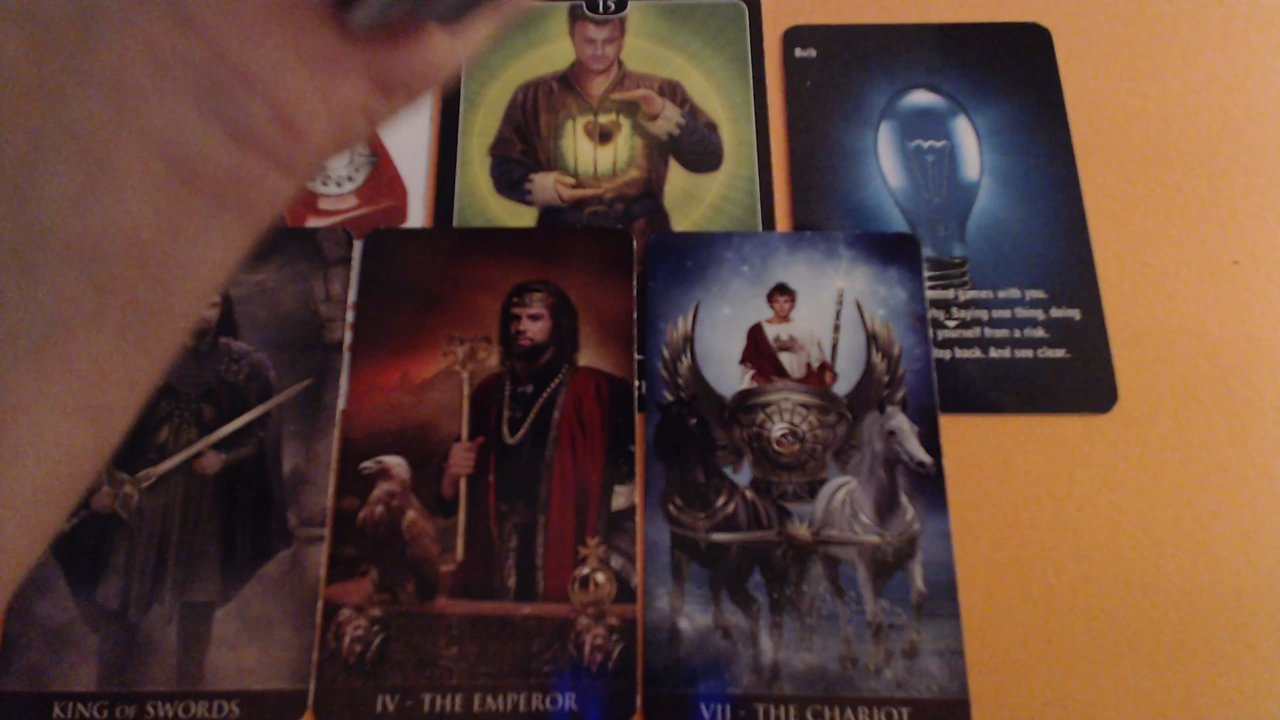 15
Bulb
mind games with you.
Saying one thing, doing
yourself from a risk.
back. And see clear.
KING OF SWORDS
IV - THE EMPEROR
VII - THE CHARIOT